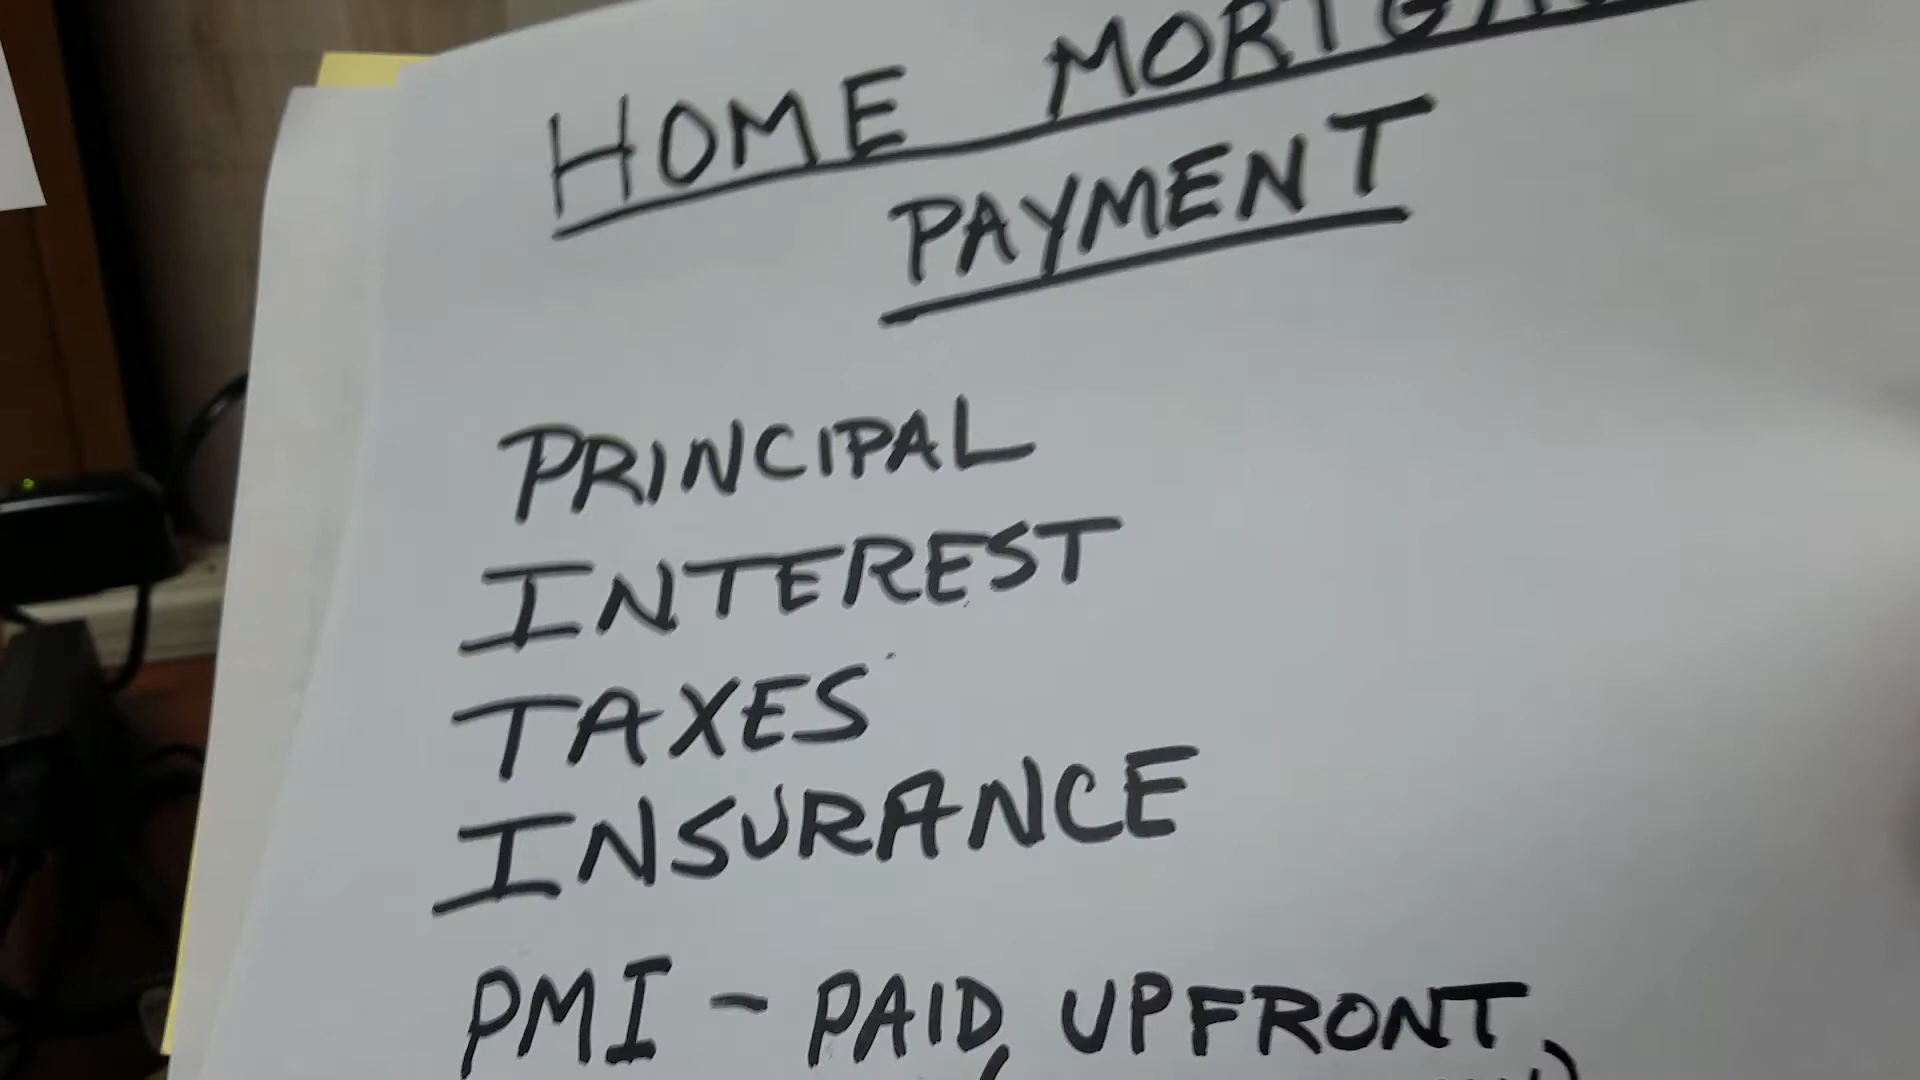 HOME
PAYMENT
PRINCIPAL
INTEREST
TAXES
INSURANCE
PMI - PAID UPFRONT